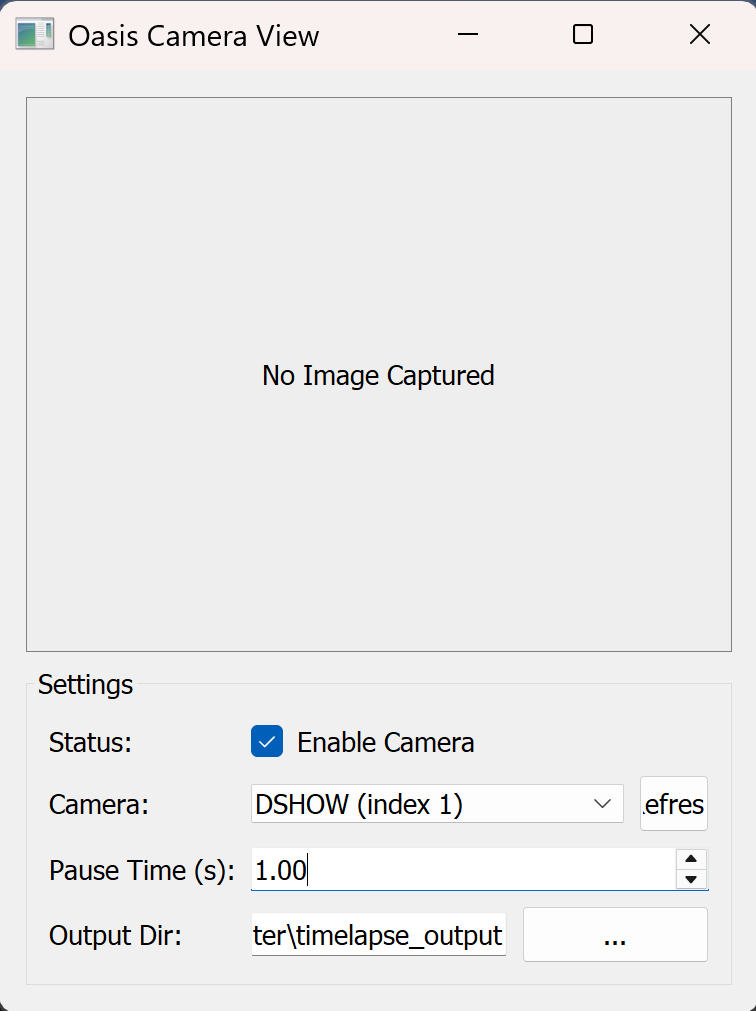 Oasis Camera View
No Image Captured
Settings
Status: Enable Camera
Camera: DSHOW (index 1) efres
Pause Time (s): 1.00
Output Dir: ter\timelapse_output ...